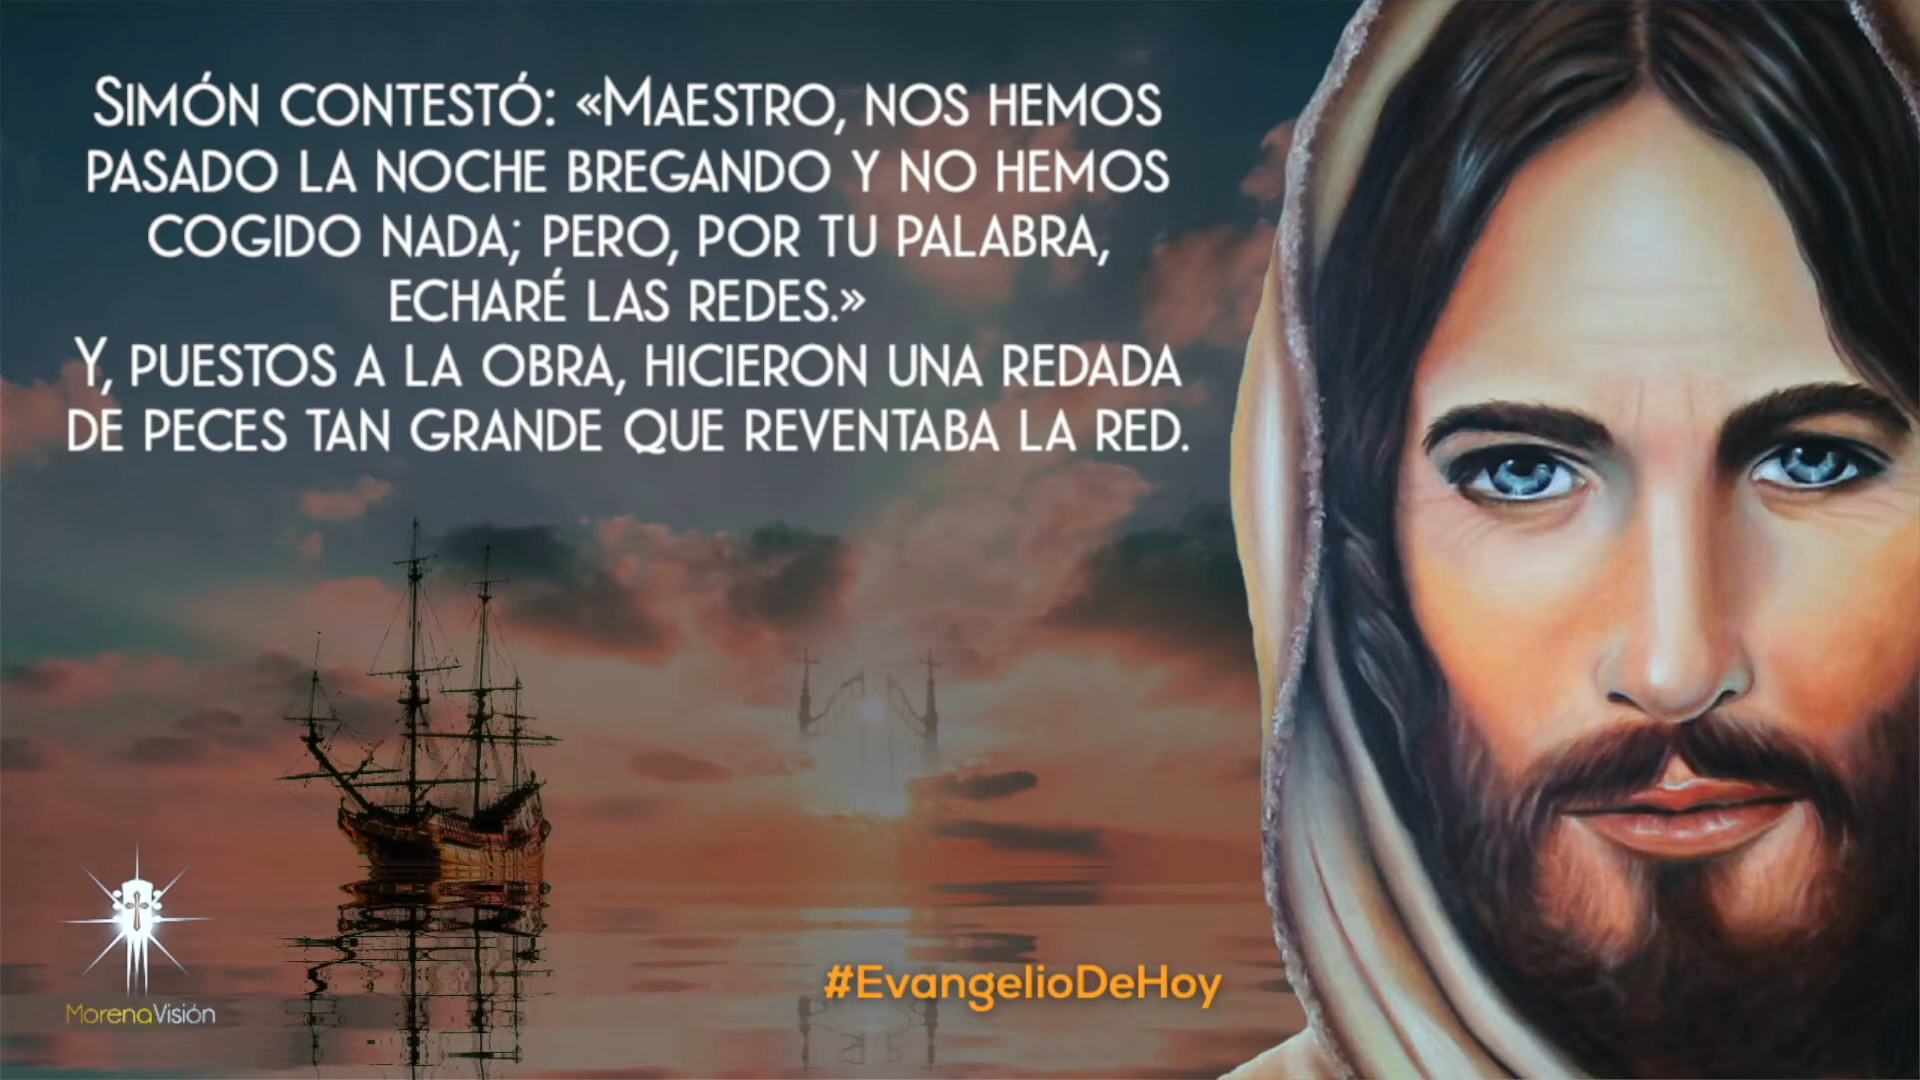 SIMÓN CONTESTÓ: «MAESTRO, NOS HEMOS
PASADO LA NOCHE BREGANDO Y NO HEMOS
COGIDO NADA; PERO, POR TU PALABRA,
ECHARÉ LAS REDES.»
Y, PUESTOS A LA OBRA, HICIERON UNA REDADA
DE PECES TAN GRANDE QUE REVENTABA LA RED.
#EvangelioDeHoy
MorenaVisión